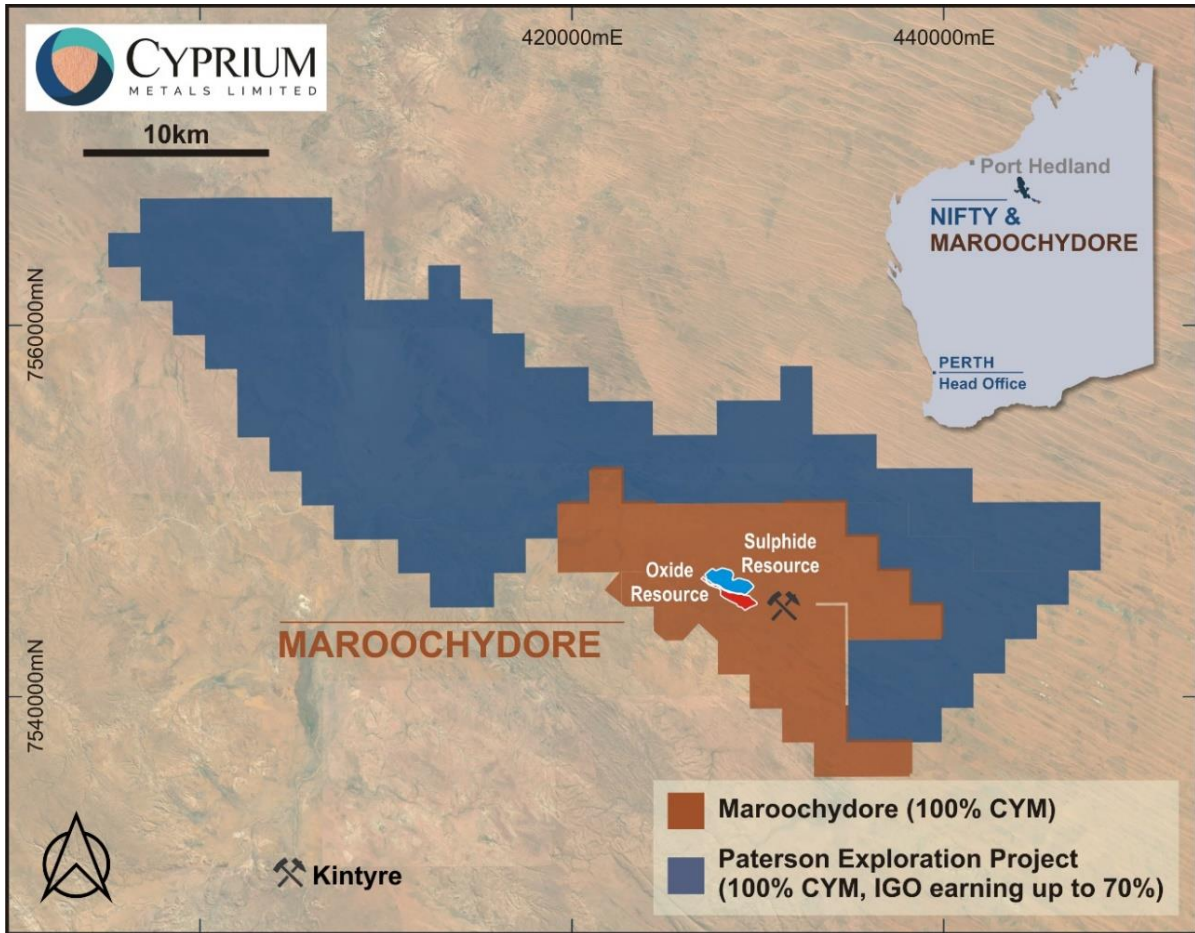 CYPRIUM
METALS LIMITED
10km
420000mE
440000mE
7560000mN
7540000mN
Port Hedland
NIFTY &
MAROOCHYDORE
PERTH
Head Office
Sulphide
Resource
Oxide
Resource
MAROOCHYDORE
Kintyre
Maroochydore (100% CYM)
Paterson Exploration Project
(100% CYM, IGO earning up to 70%)